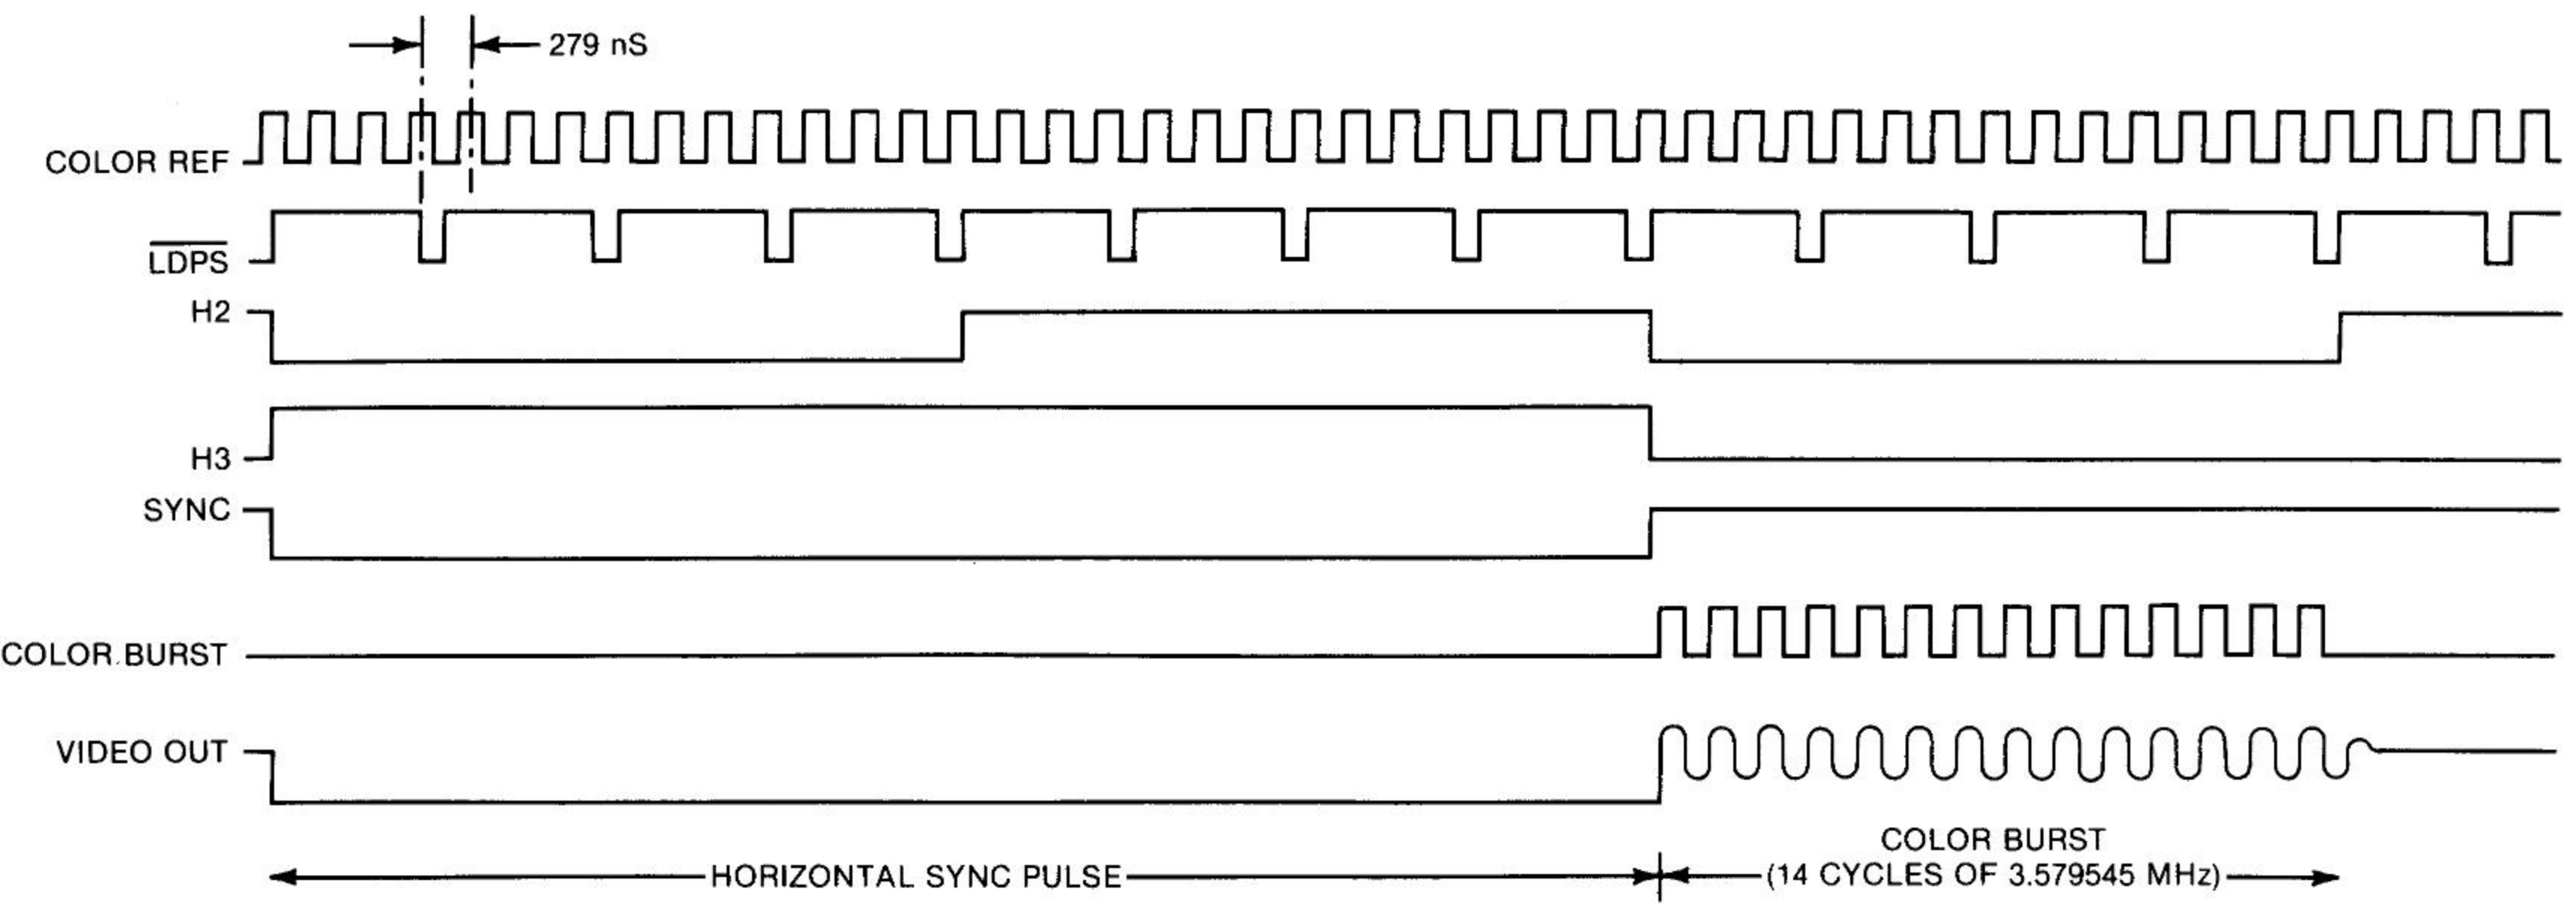 279 nS
COLOR REF
LDPS
H2
H3
SYNC
COLOR BURST
VIDEO OUT
COLOR BURST
HORIZONTAL SYNC PULSE
(14 CYCLES OF 3.579545 MHz)